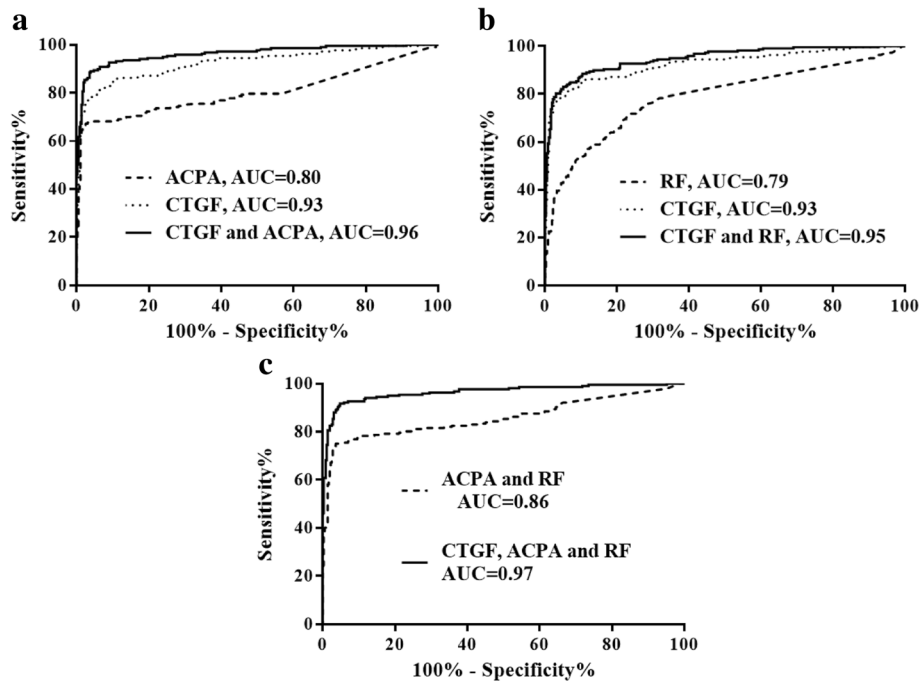 a
100
80
60
40
20
0
Sensitivity%
ACPA, AUC=0.80
CTGF, AUC=0.93
CTGF and ACPA, AUC=0.96
0 20 40 60 80 100
100% - Specificity%
b
100
80
60
40
20
0
Sensitivity%
RF, AUC=0.79
CTGF, AUC=0.93
CTGF and RF, AUC=0.95
0 20 40 60 80 100
100% - Specificity%
c
100
80
60
40
20
0
Sensitivity%
ACPA and RF
AUC=0.86
CTGF, ACPA and RF
AUC=0.97
0 20 40 60 80 100
100% - Specificity%